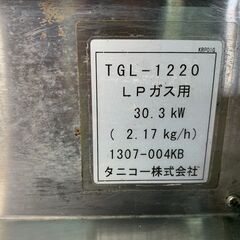 KRP010
TGL-1220
LPガス用
30.3 kW
( 2.17 kg/h)
1307-004KB
タニコー株式会社